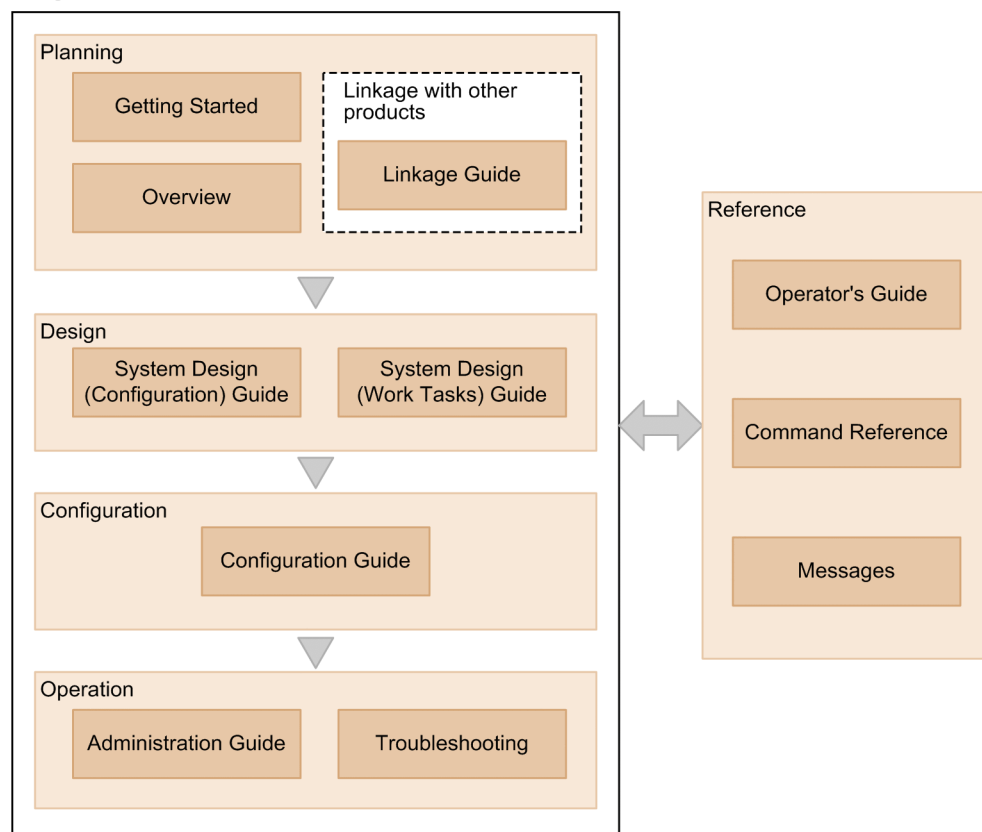 Planning
Getting Started
Overview
Linkage with other
products
Linkage Guide
Design
System Design
(Configuration) Guide
System Design
(Work Tasks) Guide
Configuration
Configuration Guide
Operation
Administration Guide
Troubleshooting
Reference
Operator's Guide
Command Reference
Messages